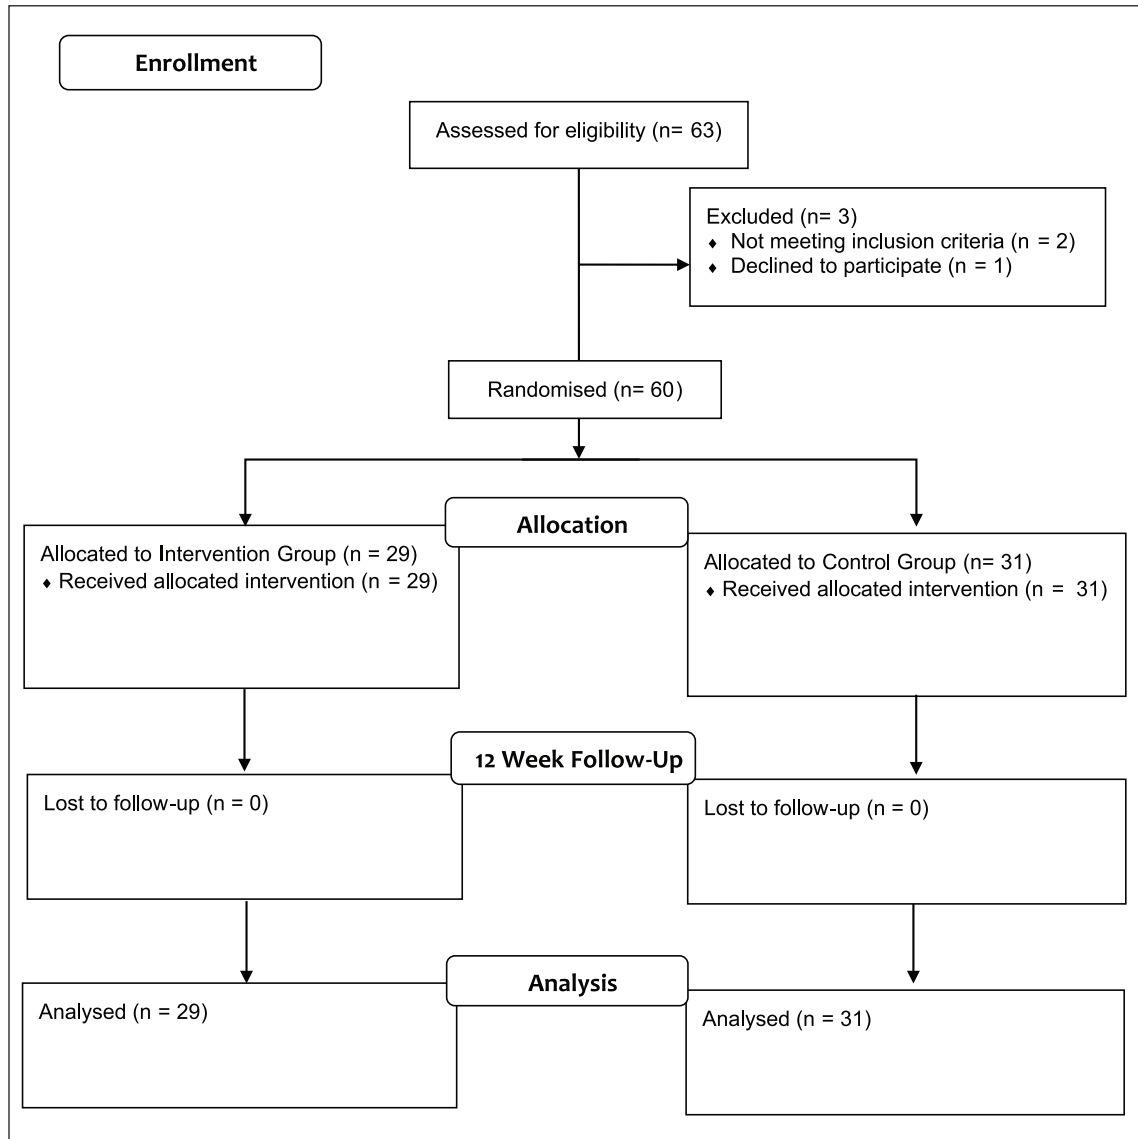 Enrollment
Assessed for eligibility (n= 63)
Excluded (n= 3)
♦ Not meeting inclusion criteria (n = 2)
♦ Declined to participate (n = 1)
Randomised (n= 60)
Allocation
Allocated to Intervention Group (n = 29)
♦ Received allocated intervention (n = 29)
Allocated to Control Group (n= 31)
♦ Received allocated intervention (n =  31)
12 Week Follow-Up
Lost to follow-up (n = 0)
Lost to follow-up (n = 0)
Analysis
Analysed (n = 29)
Analysed (n = 31)